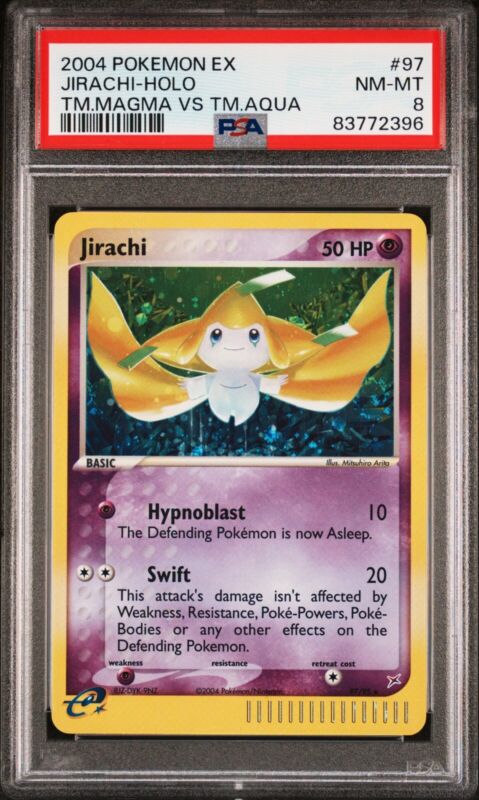 2004 POKEMON EX #97
JIRACHI-HOLO NM-MT
TM.MAGMA VS TM.AQUA 8
PSA 83772396
Jirachi 50 HP
BASIC Illus. Mitsuhiro Arita
Hypnoblast 10
The Defending Pokémon is now Asleep.
Swift 20
This attack's damage isn't affected by
Weakness, Resistance, Poké-Powers, Poké-
Bodies or any other effects on the
Defending Pokémon.
weakness resistance retreat cost
©2004 Pokémon/Nintendo 97/95
e
PSA